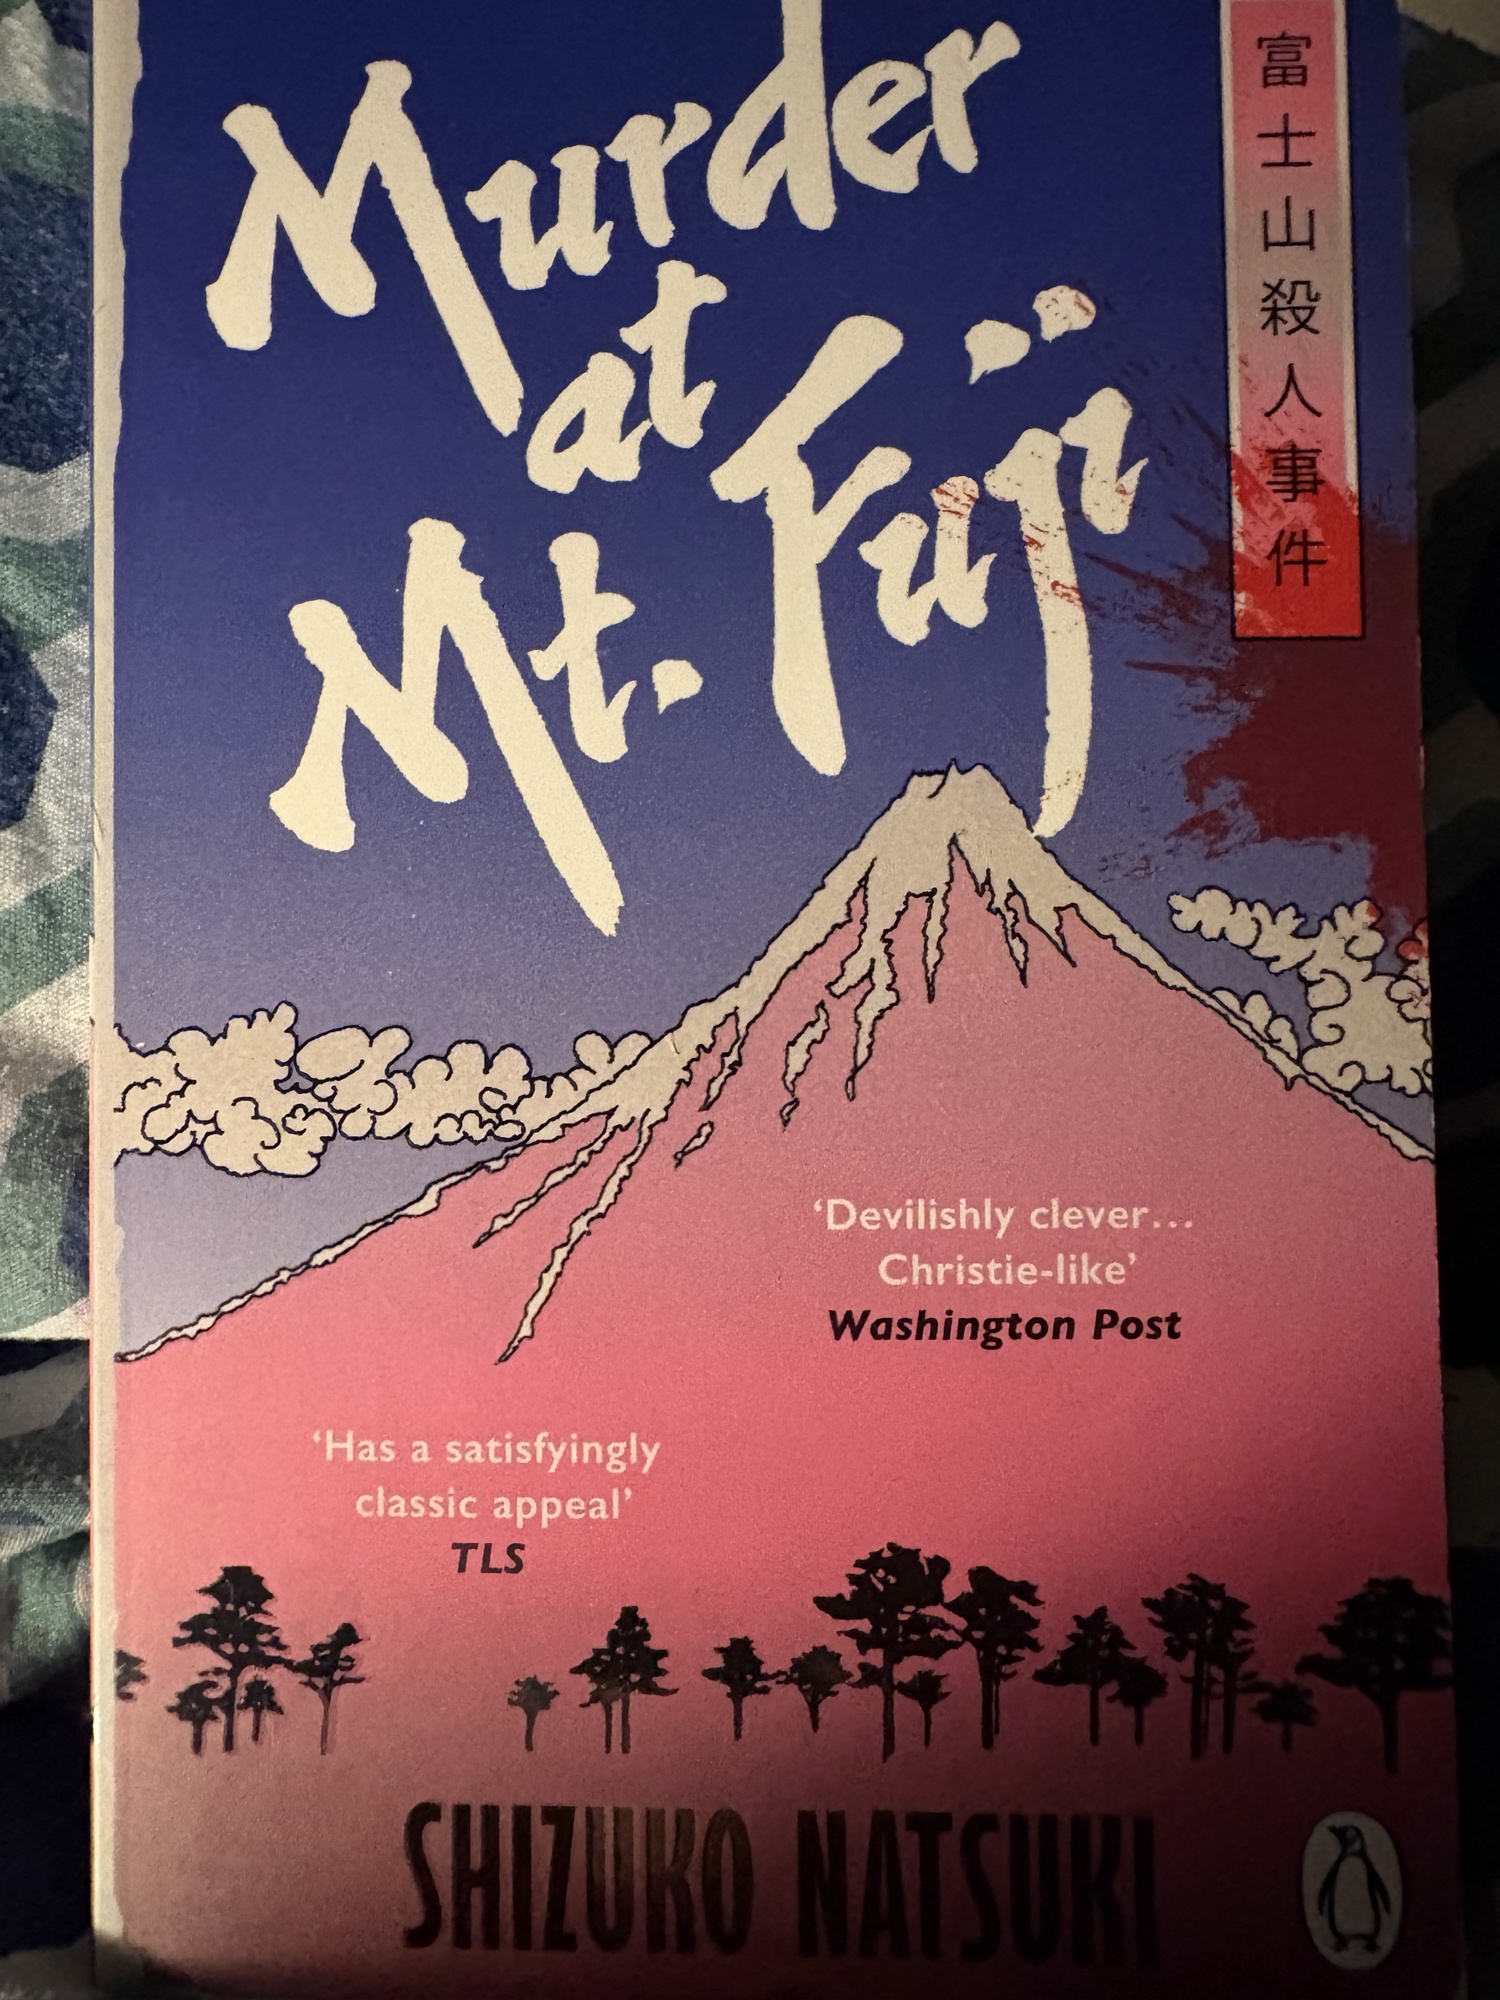 Murder
at
Mt. Fuji
富士山殺人事件
‘Devilishly clever…
Christie-like’
Washington Post
‘Has a satisfyingly
classic appeal’
TLS
SHIZUKO NATSUKI